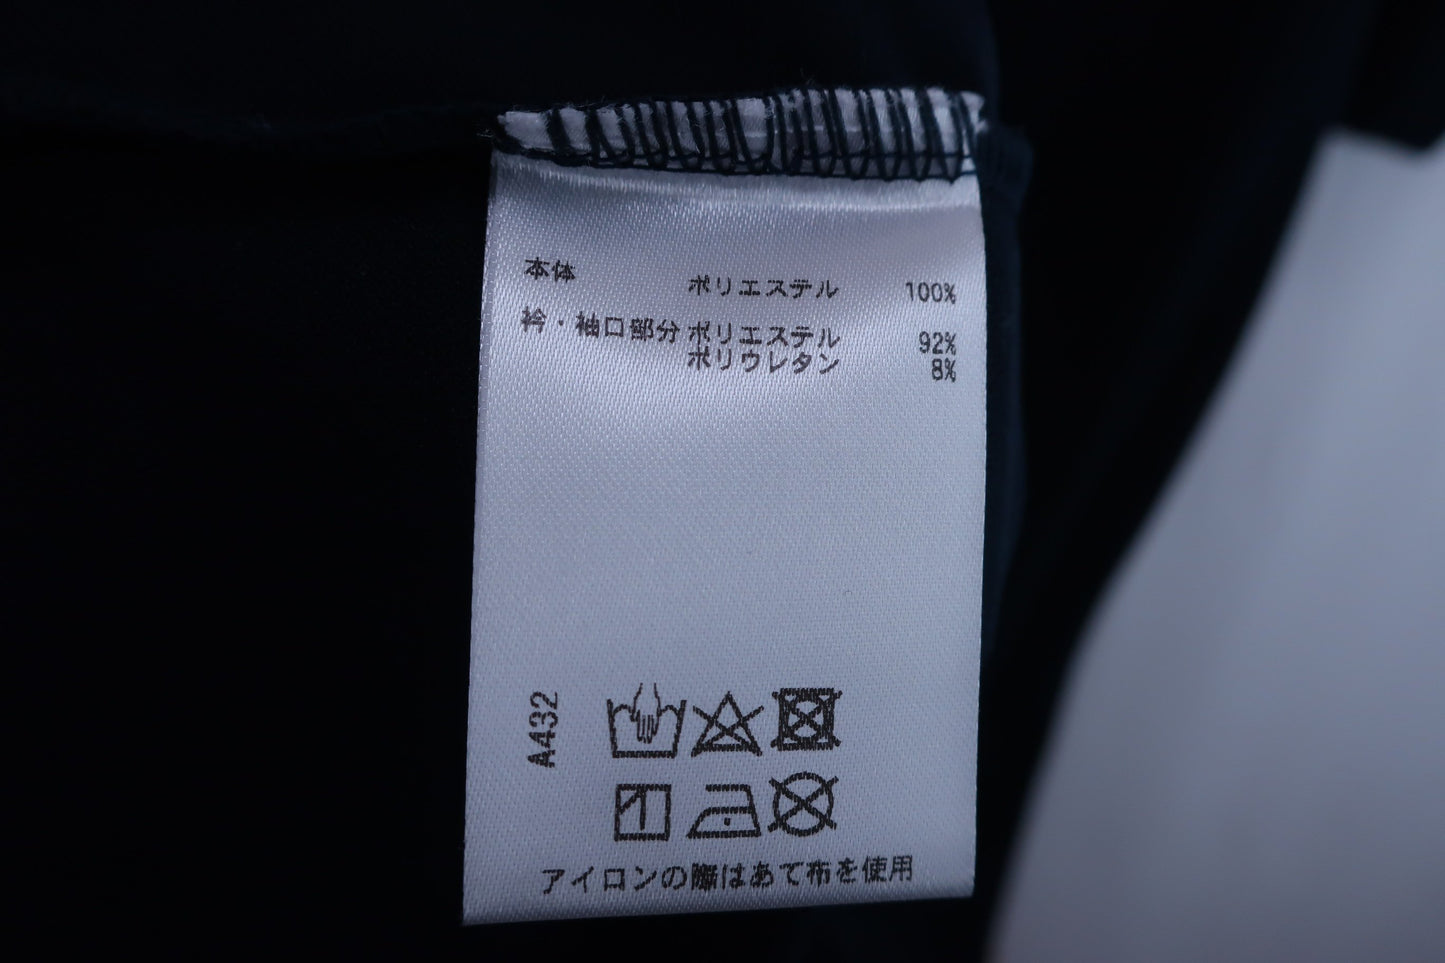 本体 ポリエステル 100%
衿・袖口部分 ポリエステル 92%
ポリウレタン 8%
A432
アイロンの際はあて布を使用